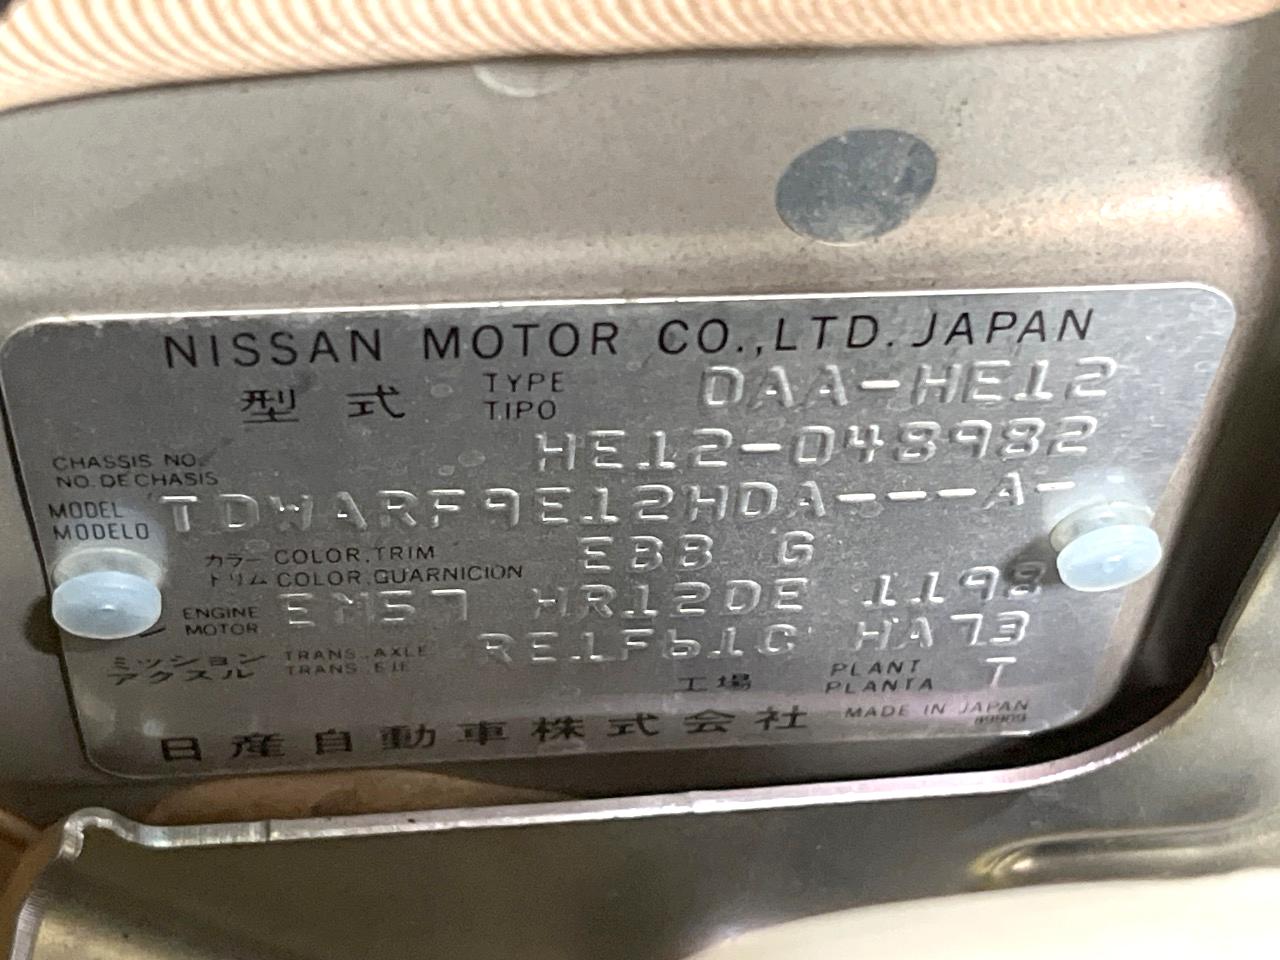 NISSAN MOTOR CO.,LTD. JAPAN
型式 TYPE TIPO DAA-HE12
CHASSIS NO. NO. DE CHASIS HE12-048982
MODEL MODELO TDWARF9E12HDA---A-
カラー トリム COLOR, TRIM COLOR, GUARNICION EBB G
ENGINE MOTOR EM57 HR12DE 1198
ミッション アクスル TRANS. AXLE TRANS. EJE RE1F61C HA73
工場 PLANT PLANTA T
日産自動車株式会社 MADE IN JAPAN